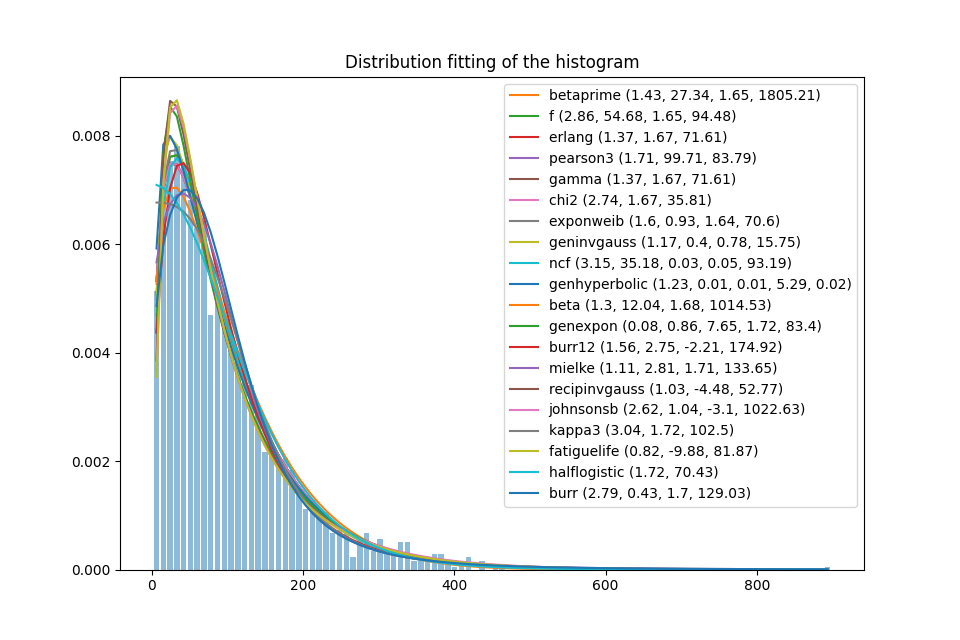 Distribution fitting of the histogram
0.008
0.006
0.004
0.002
0.000
betaprime (1.43, 27.34, 1.65, 1805.21)
f (2.86, 54.68, 1.65, 94.48)
erlang (1.37, 1.67, 71.61)
pearson3 (1.71, 99.71, 83.79)
gamma (1.37, 1.67, 71.61)
chi2 (2.74, 1.67, 35.81)
exponweib (1.6, 0.93, 1.64, 70.6)
geninvgauss (1.17, 0.4, 0.78, 15.75)
ncf (3.15, 35.18, 0.03, 0.05, 93.19)
genhyperbolic (1.23, 0.01, 0.01, 5.29, 0.02)
beta (1.3, 12.04, 1.68, 1014.53)
genexpon (0.08, 0.86, 7.65, 1.72, 83.4)
burr12 (1.56, 2.75, -2.21, 174.92)
mielke (1.11, 2.81, 1.71, 133.65)
recipinvgauss (1.03, -4.48, 52.77)
johnsonsb (2.62, 1.04, -3.1, 1022.63)
kappa3 (3.04, 1.72, 102.5)
fatiguelife (0.82, -9.88, 81.87)
halflogistic (1.72, 70.43)
burr (2.79, 0.43, 1.7, 129.03)
0 200 400 600 800